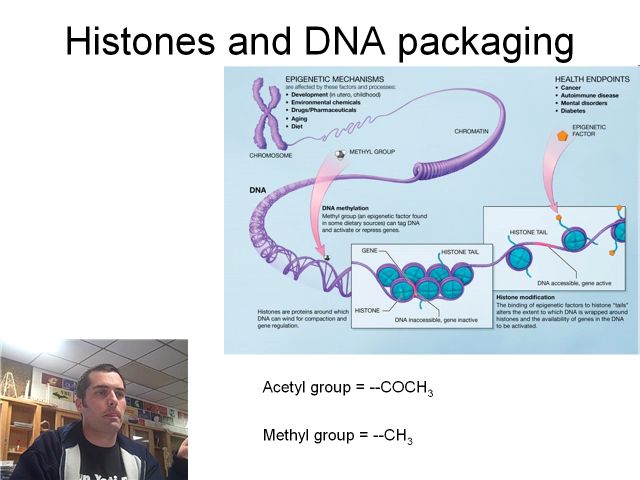 Histones and DNA packaging
EPIGENETIC MECHANISMS
are affected by these factors and processes:
• Development (in utero, childhood)
• Environmental chemicals
• Drugs/Pharmaceuticals
• Aging
• Diet
HEALTH ENDPOINTS
• Cancer
• Autoimmune disease
• Mental disorders
• Diabetes
EPIGENETIC
FACTOR
CHROMATIN
METHYL GROUP
CHROMOSOME
DNA
DNA methylation
Methyl group (an epigenetic factor found
in some dietary sources) can tag DNA
and activate or repress genes.
GENE
HISTONE TAIL
HISTONE TAIL
DNA accessible, gene active
Histones are proteins around which
DNA can wind for compaction and
gene regulation.
HISTONE
DNA inaccessible, gene inactive
Histone modification
The binding of epigenetic factors to histone “tails”
alters the extent to which DNA is wrapped around
histones and the availability of genes in the DNA
to be activated.
Acetyl group = --COCH₃
Methyl group = --CH₃